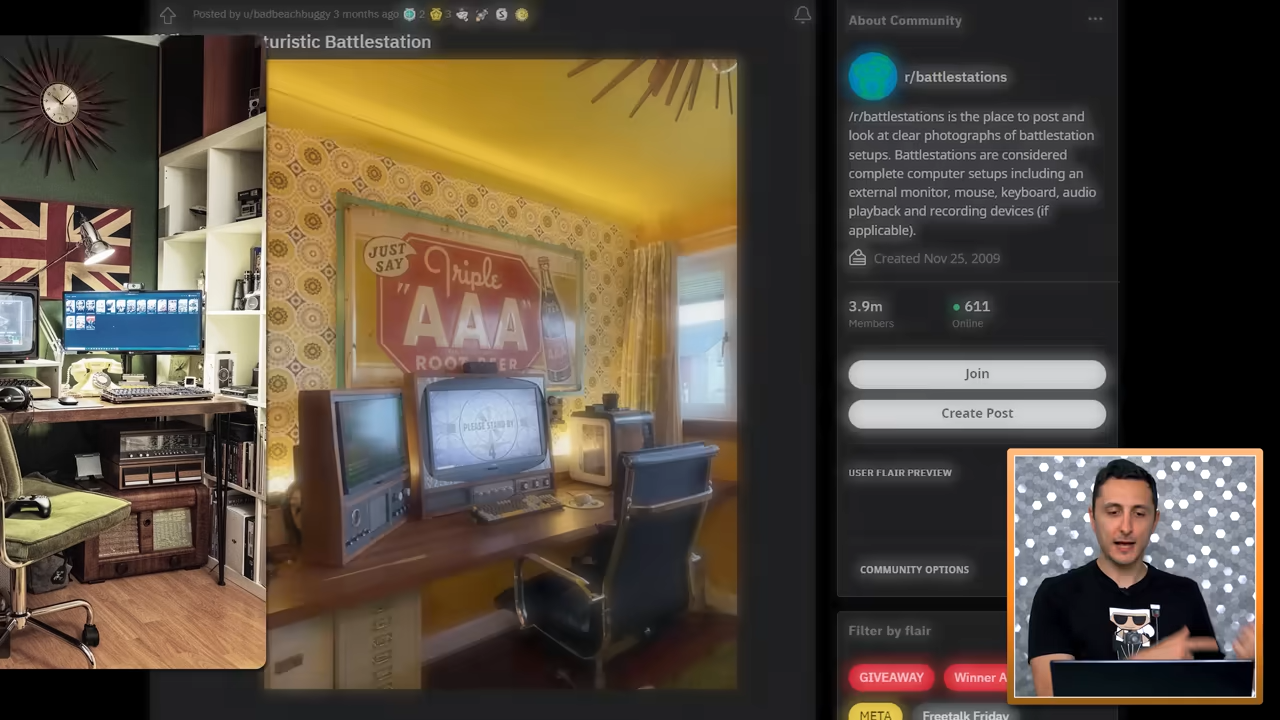 Posted by u/badbeachbuggy 3 months ago
2
3
turistic Battlestation
JUST
SAY
Triple
"AAA"
ROOT BEER
PLEASE STAND BY
About Community
r/battlestations
/r/battlestations is the place to post and
look at clear photographs of battlestation
setups. Battlestations are considered
complete computer setups including an
external monitor, mouse, keyboard, audio
playback and recording devices (if
applicable).
Created Nov 25, 2009
3.9m
611
Members
Online
Join
Create Post
USER FLAIR PREVIEW
COMMUNITY OPTIONS
Filter by flair
GIVEAWAY
Winner A
META
Freetalk Friday